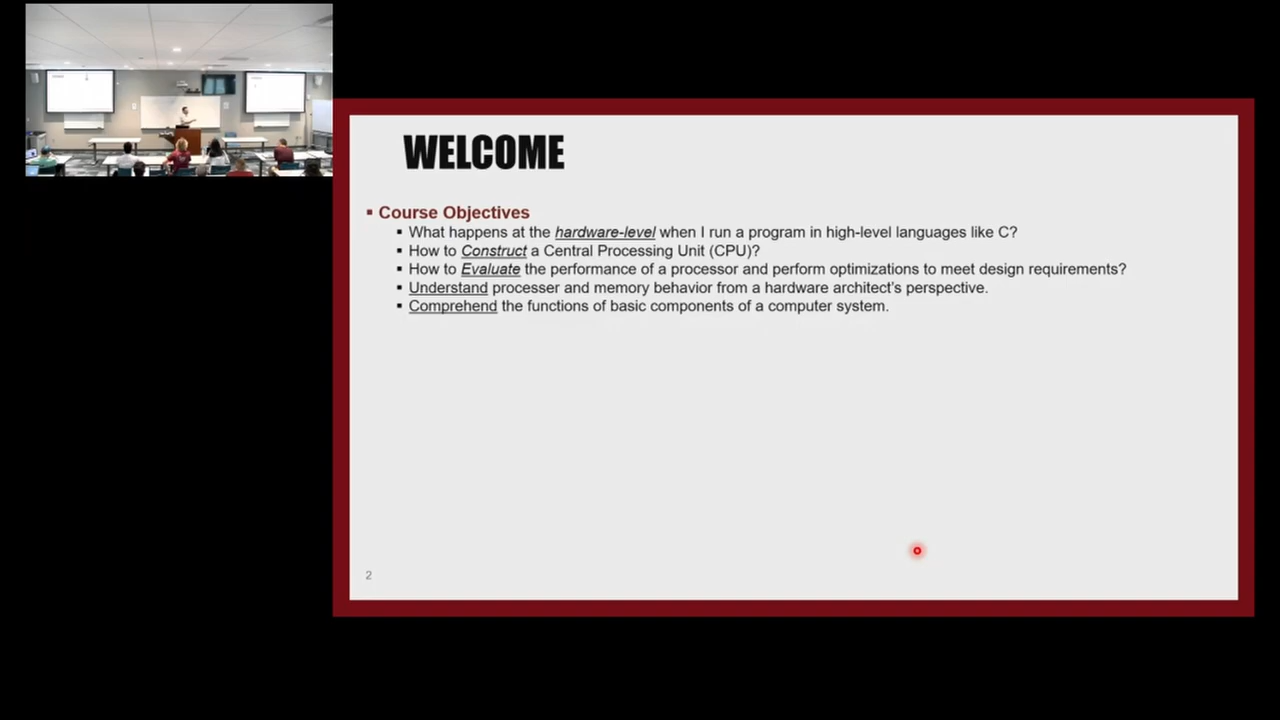 WELCOME
▪ Course Objectives
▪ What happens at the hardware-level when I run a program in high-level languages like C?
▪ How to Construct a Central Processing Unit (CPU)?
▪ How to Evaluate the performance of a processor and perform optimizations to meet design requirements?
▪ Understand processer and memory behavior from a hardware architect's perspective.
▪ Comprehend the functions of basic components of a computer system.
2